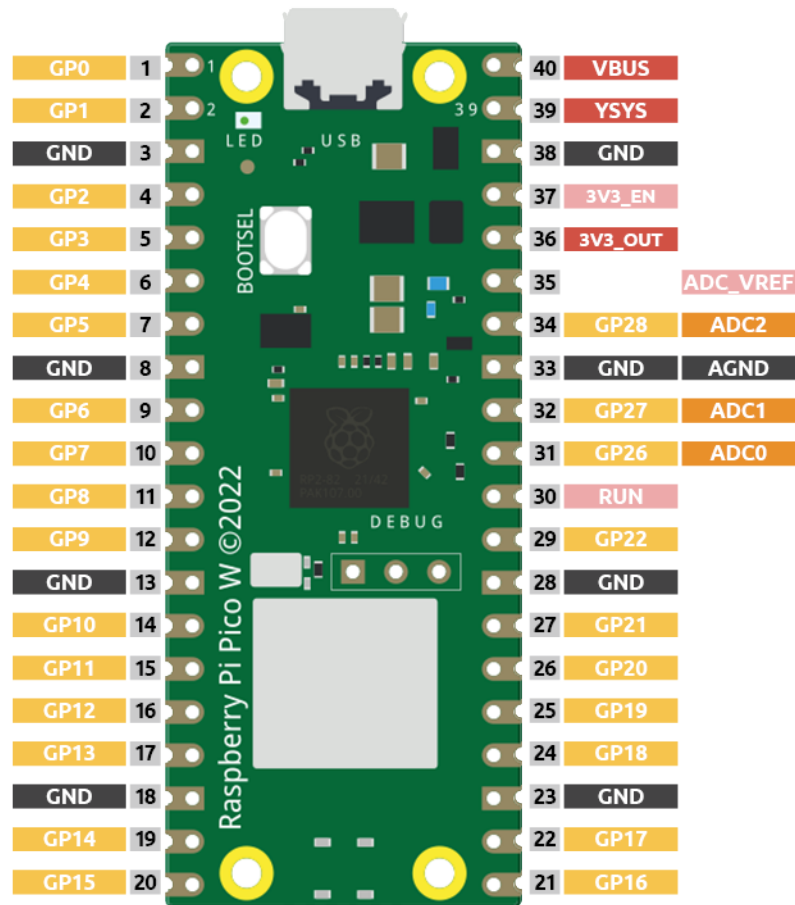 GP0 1 1 40 VBUS
GP1 2 2 39 39 YSYS
LED USB
GND 3 38 GND
GP2 4 37 3V3_EN
GP3 5 BOOTSEL 36 3V3_OUT
GP4 6 35 ADC_VREF
GP5 7 34 GP28 ADC2
GND 8 33 GND AGND
GP6 9 32 GP27 ADC1
GP7 10 31 GP26 ADC0
RP2-B2 21/42
GP8 11 30 RUN
DEBUG
GP9 12 29 GP22
GND 13 28 GND
GP10 14 27 GP21
GP11 15 26 GP20
GP12 16 25 GP19
GP13 17 24 GP18
GND 18 23 GND
GP14 19 22 GP17
GP15 20 21 GP16
Raspberry Pi Pico W ©2022